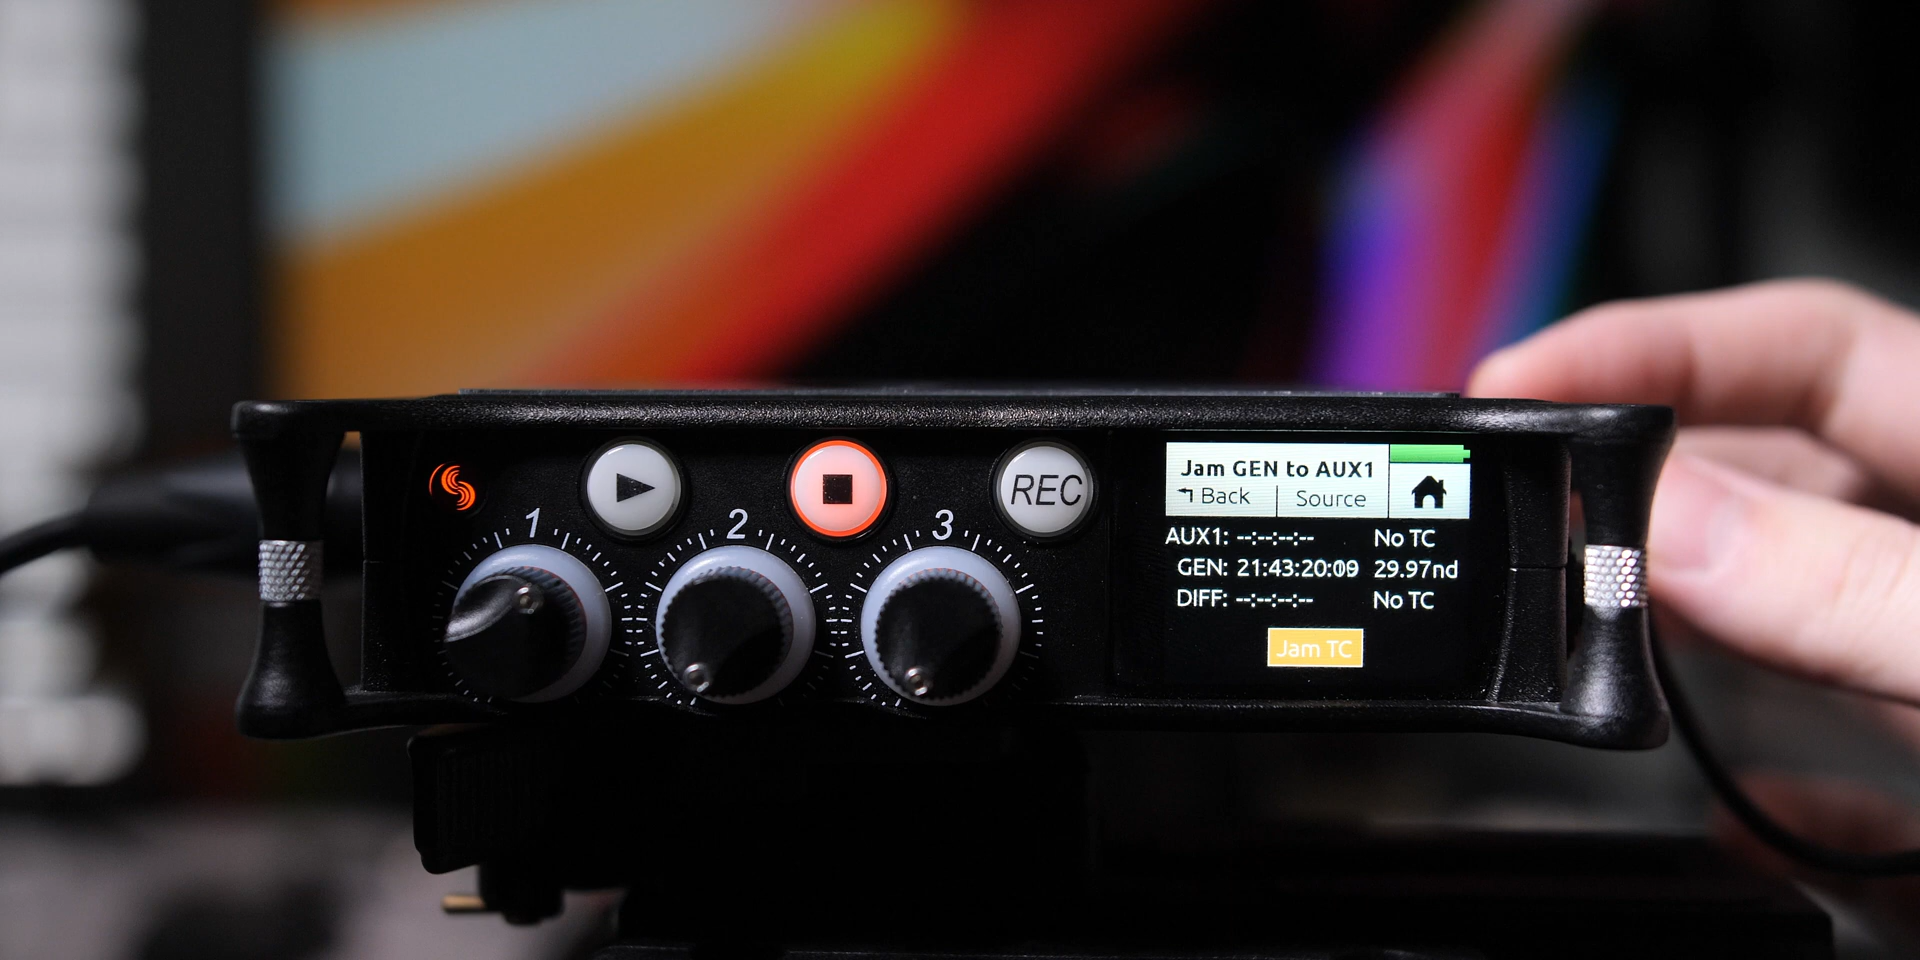 1
2
3
REC
Jam GEN to AUX1
Back
Source
AUX1: --:--:--:-- No TC
GEN: 21:43:20:09 29.97nd
DIFF: --:--:--:-- No TC
Jam TC